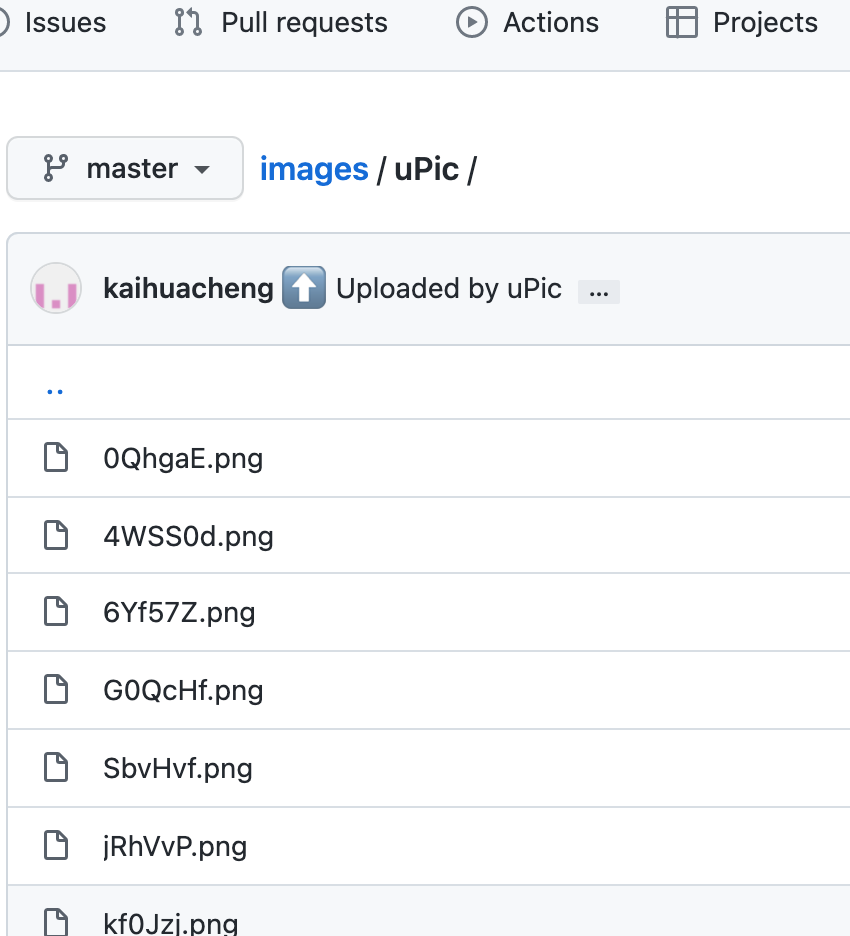 Issues Pull requests Actions Projects
master images / uPic /
kaihuacheng ⬆️ Uploaded by uPic ...
..
0QhgaE.png
4WSS0d.png
6Yf57Z.png
G0QcHf.png
SbvHvf.png
jRhVvP.png
kf0Jzj.png